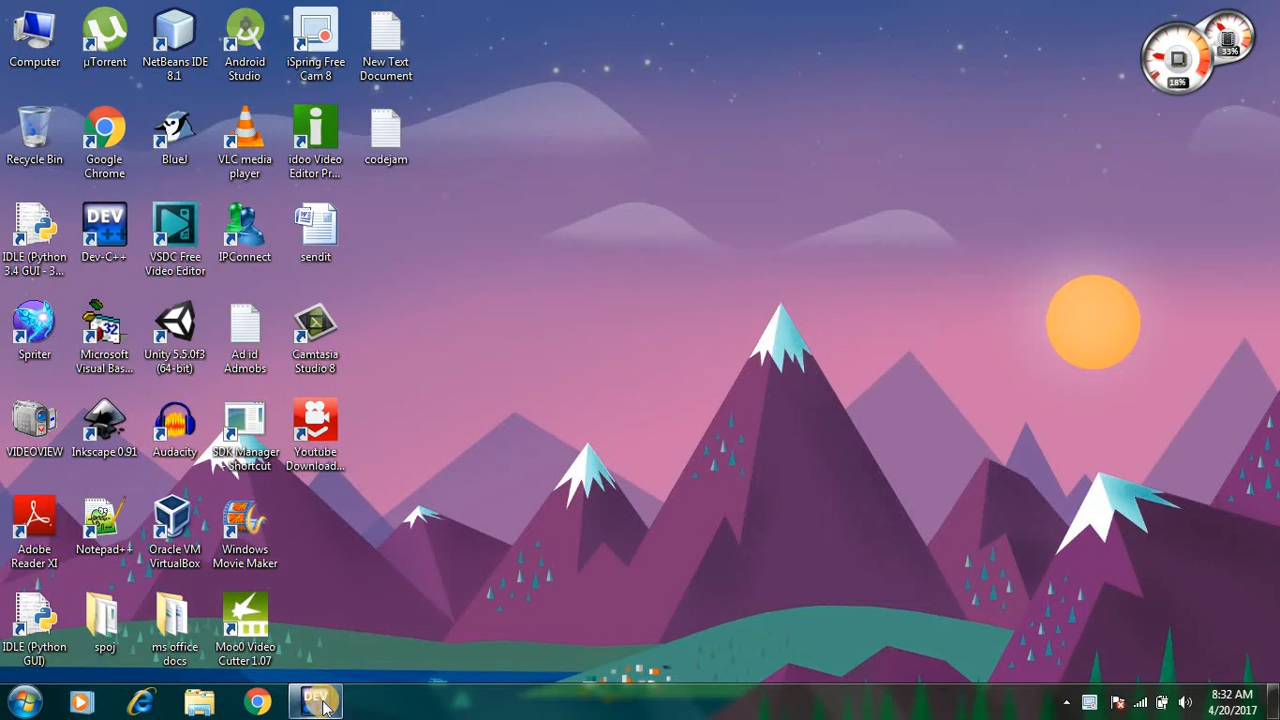 Computer
µTorrent
NetBeans IDE
8.1
Android
Studio
iSpring Free
Cam 8
New Text
Document
18%
33%
Recycle Bin
Google
Chrome
BlueJ
VLC media
player
idoo Video
Editor Pr...
codejam
IDLE (Python
3.4 GUI - 3...
DEV
Dev-C++
VSDC Free
Video Editor
IPConnect
sendit
Spriter
32
Microsoft
Visual Bas...
Unity 5.5.0f3
(64-bit)
Ad id
Admobs
Camtasia
Studio 8
VIDEOVIEW
Inkscape 0.91
Audacity
SDK Manager
- Shortcut
Youtube
Download...
Adobe
Reader XI
Notepad++
Oracle VM
VirtualBox
Windows
Movie Maker
IDLE (Python
GUI)
spoj
ms office
docs
Moo0 Video
Cutter 1.07
DEV
8:32 AM
4/20/2017